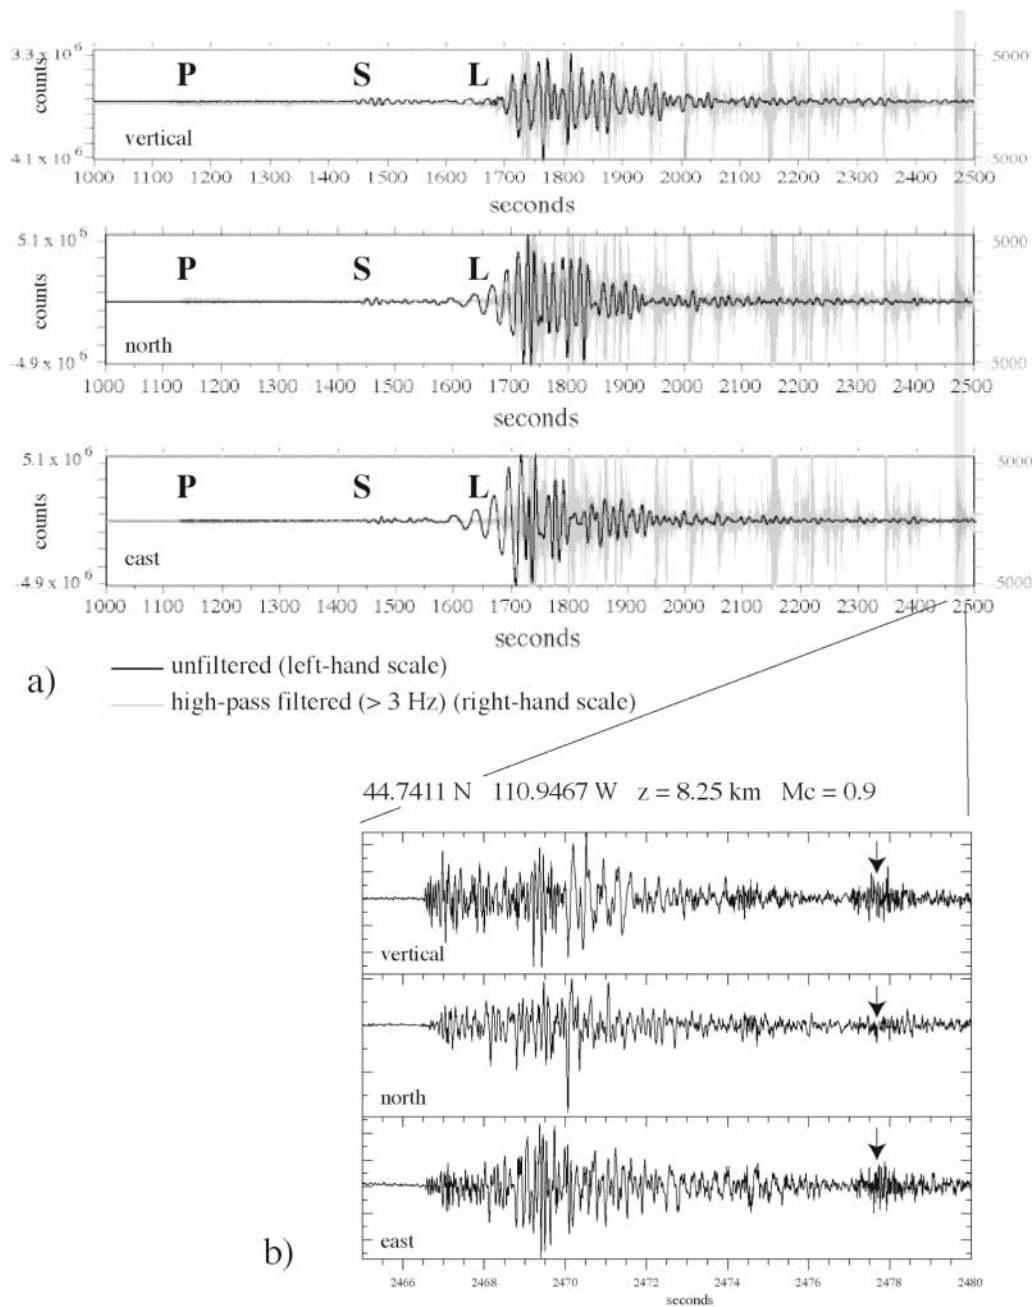 3.3 x 10 6
5000
counts
P S L
vertical
4.1 x 10 6
-5000
1000 1100 1200 1300 1400 1500 1600 1700 1800 1900 2000 2100 2200 2300 2400 2500
seconds
5.1 x 10 6
5000
counts
P S L
north
-4.9 x 10 6
-5000
1000 1100 1200 1300 1400 1500 1600 1700 1800 1900 2000 2100 2200 2300 2400 2500
seconds
5.1 x 10 6
5000
counts
P S L
east
-4.9 x 10 6
-5000
1000 1100 1200 1300 1400 1500 1600 1700 1800 1900 2000 2100 2200 2300 2400 2500
seconds
a)
unfiltered (left-hand scale)
high-pass filtered (> 3 Hz) (right-hand scale)
44.7411 N 110.9467 W z = 8.25 km Mc = 0.9
vertical
north
east
b)
2466 2468 2470 2472 2474 2476 2478 2480
seconds